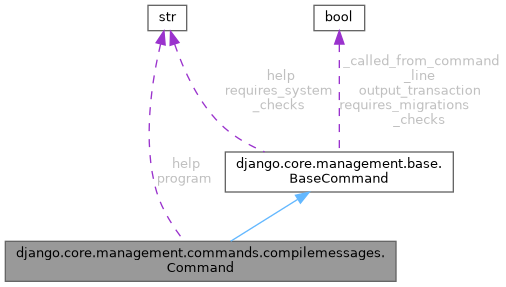 str
bool
_called_from_command
_line
output_transaction
requires_migrations
_checks
help
requires_system
_checks
django.core.management.base.
BaseCommand
help
program
django.core.management.commands.compilemessages.
Command